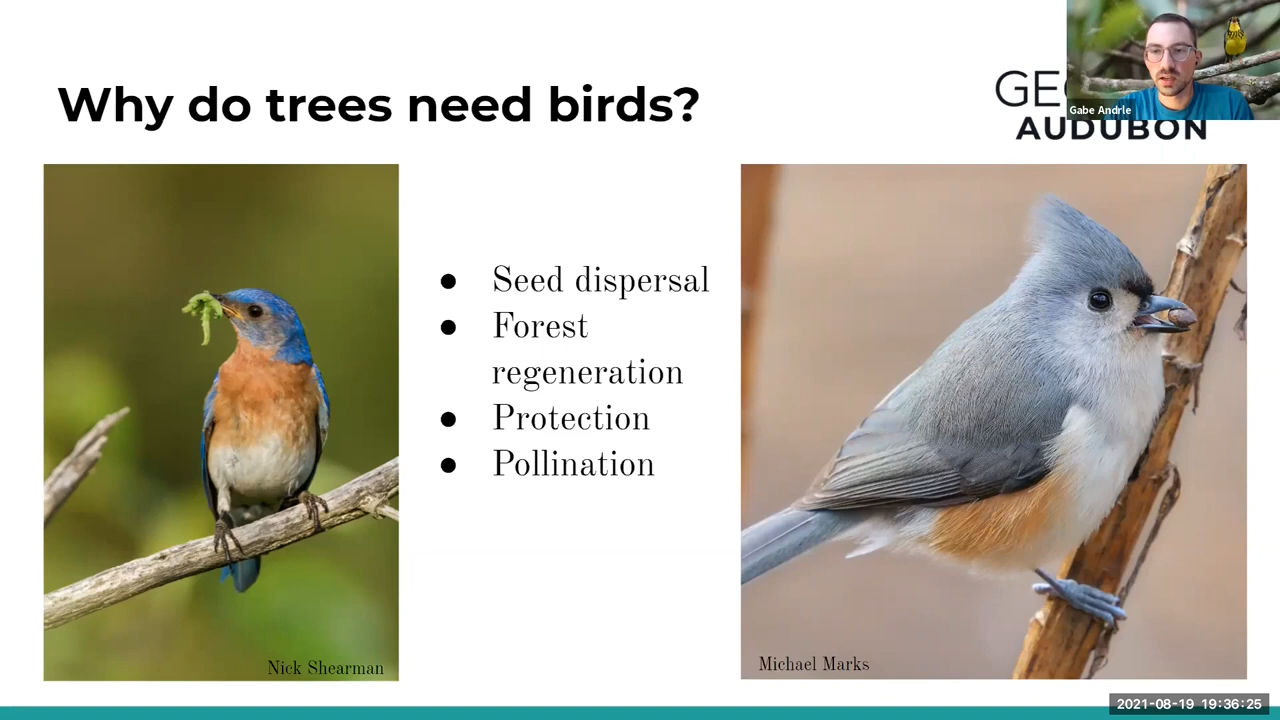 Why do trees need birds?
GE
AUDUBON
Gabe Andrle
● Seed dispersal
● Forest
regeneration
● Protection
● Pollination
Nick Shearman
Michael Marks
2021-08-19 19:36:25